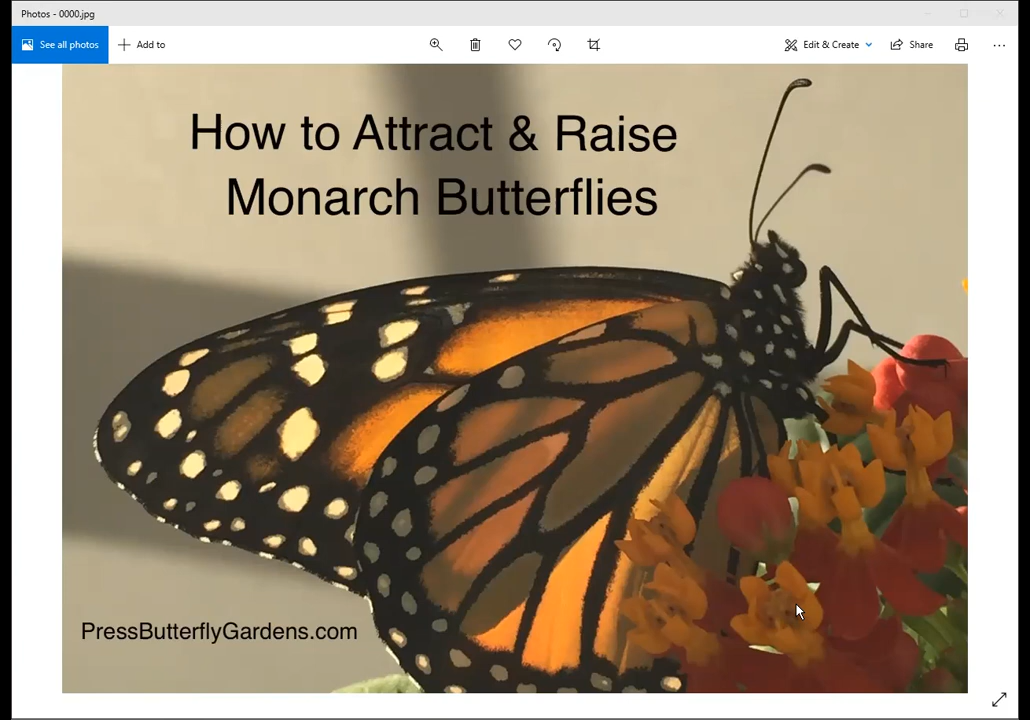 Photos - 0000.jpg
See all photos
Add to
Edit & Create
Share
How to Attract & Raise
Monarch Butterflies
PressButterflyGardens.com